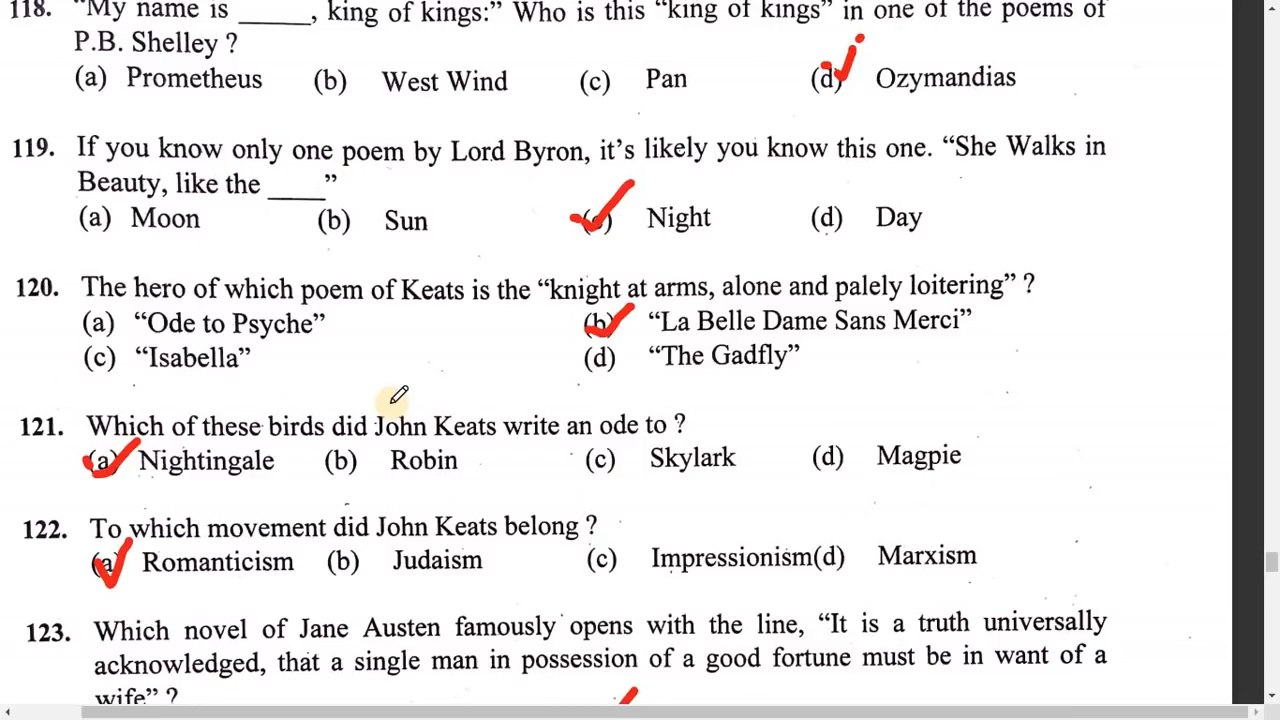 118. "My name is _____, king of kings:" Who is this "king of kings" in one of the poems of
P.B. Shelley ?
(a) Prometheus (b) West Wind (c) Pan (d) Ozymandias
119. If you know only one poem by Lord Byron, it's likely you know this one. "She Walks in
Beauty, like the ____"
(a) Moon (b) Sun (c) Night (d) Day
120. The hero of which poem of Keats is the "knight at arms, alone and palely loitering" ?
(a) "Ode to Psyche" (b) "La Belle Dame Sans Merci"
(c) "Isabella" (d) "The Gadfly"
121. Which of these birds did John Keats write an ode to ?
(a) Nightingale (b) Robin (c) Skylark (d) Magpie
122. To which movement did John Keats belong ?
(a) Romanticism (b) Judaism (c) Impressionism(d) Marxism
123. Which novel of Jane Austen famously opens with the line, "It is a truth universally
acknowledged, that a single man in possession of a good fortune must be in want of a
wife" ?